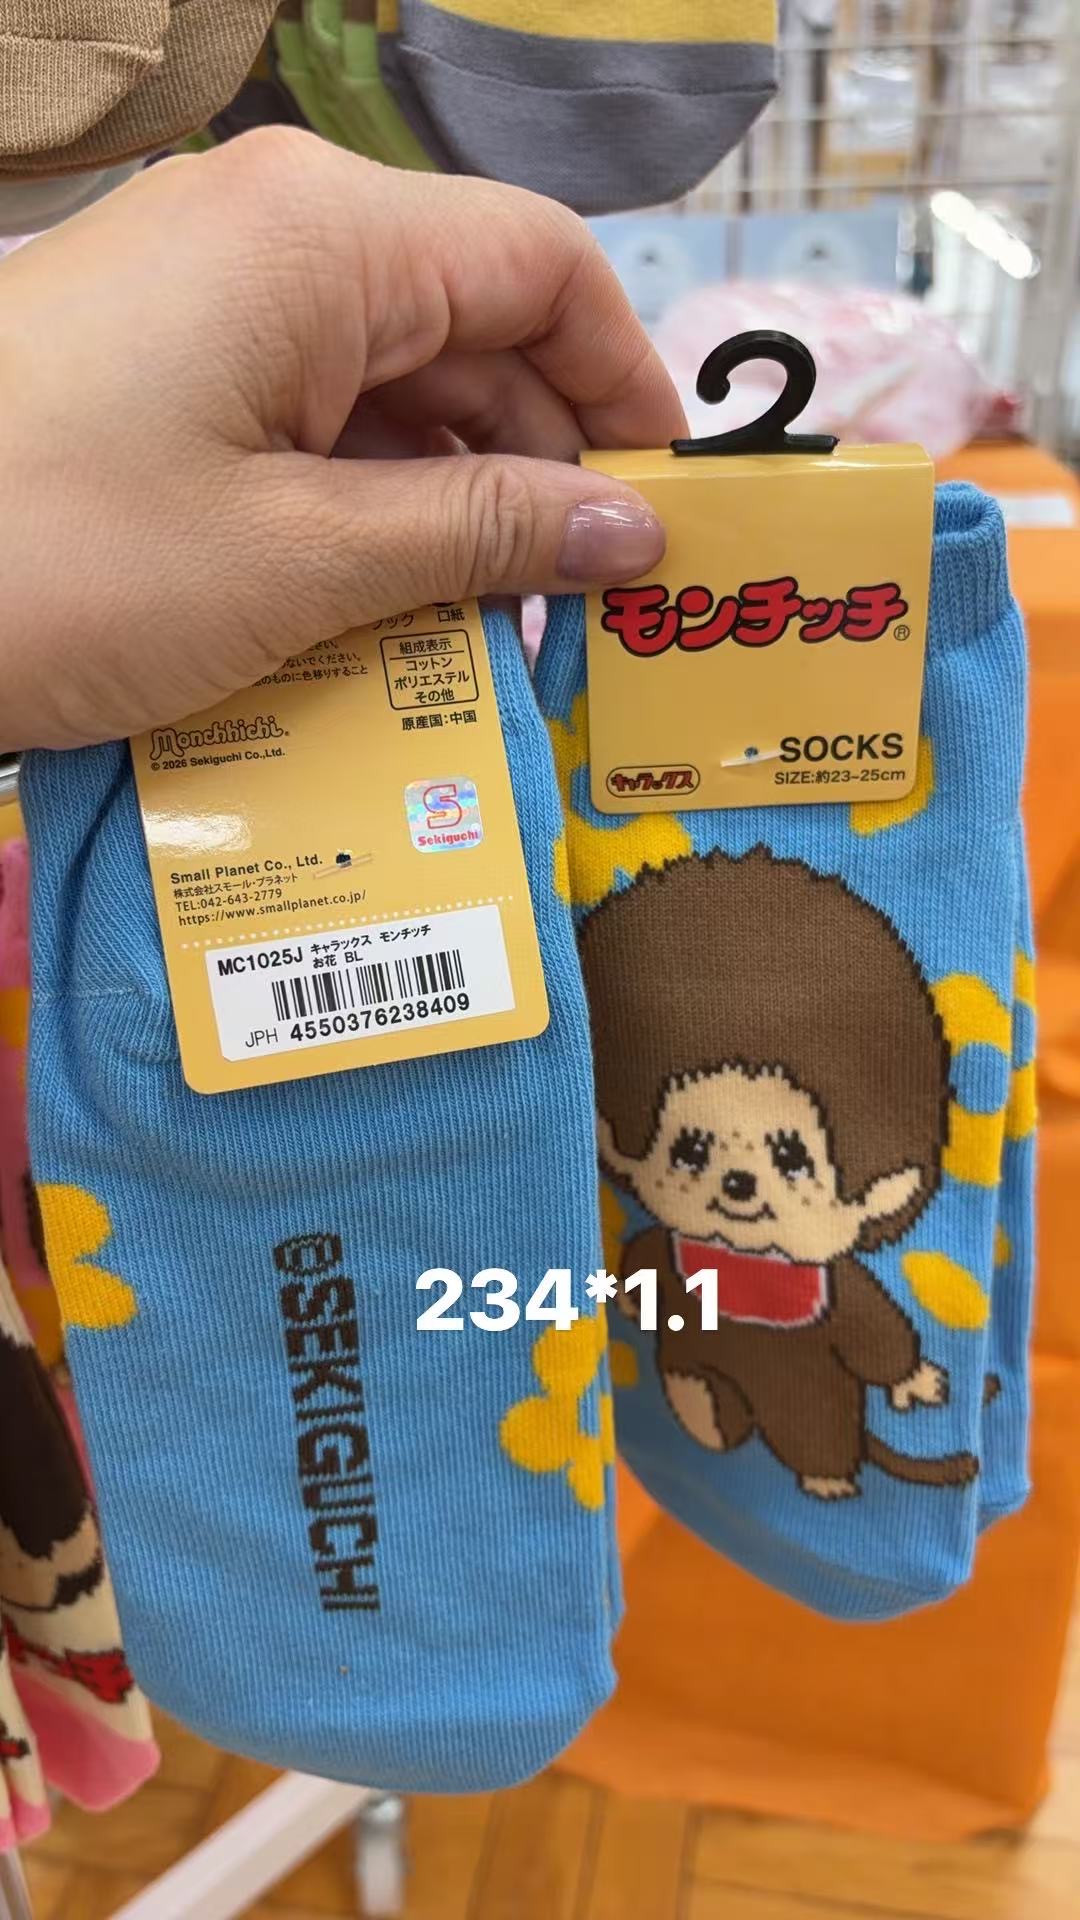 フック 口紙
さい。
ないでください。
のものに色移りすること
組成表示
コットン
ポリエステル
その他
原産国:中国
Monchhichi®
© 2026 Sekiguchi Co.,Ltd.
S
Sekiguchi
Small Planet Co., Ltd.
株式会社スモール・プラネット
TEL:042-643-2779
https://www.smallplanet.co.jp/
MC1025J キャラックス モンチッチ
お花 BL
JPH 4550376238409
モンチッチ®
SOCKS
キャラックス
SIZE:約23~25cm
©SEKIGUCHI
234*1.1